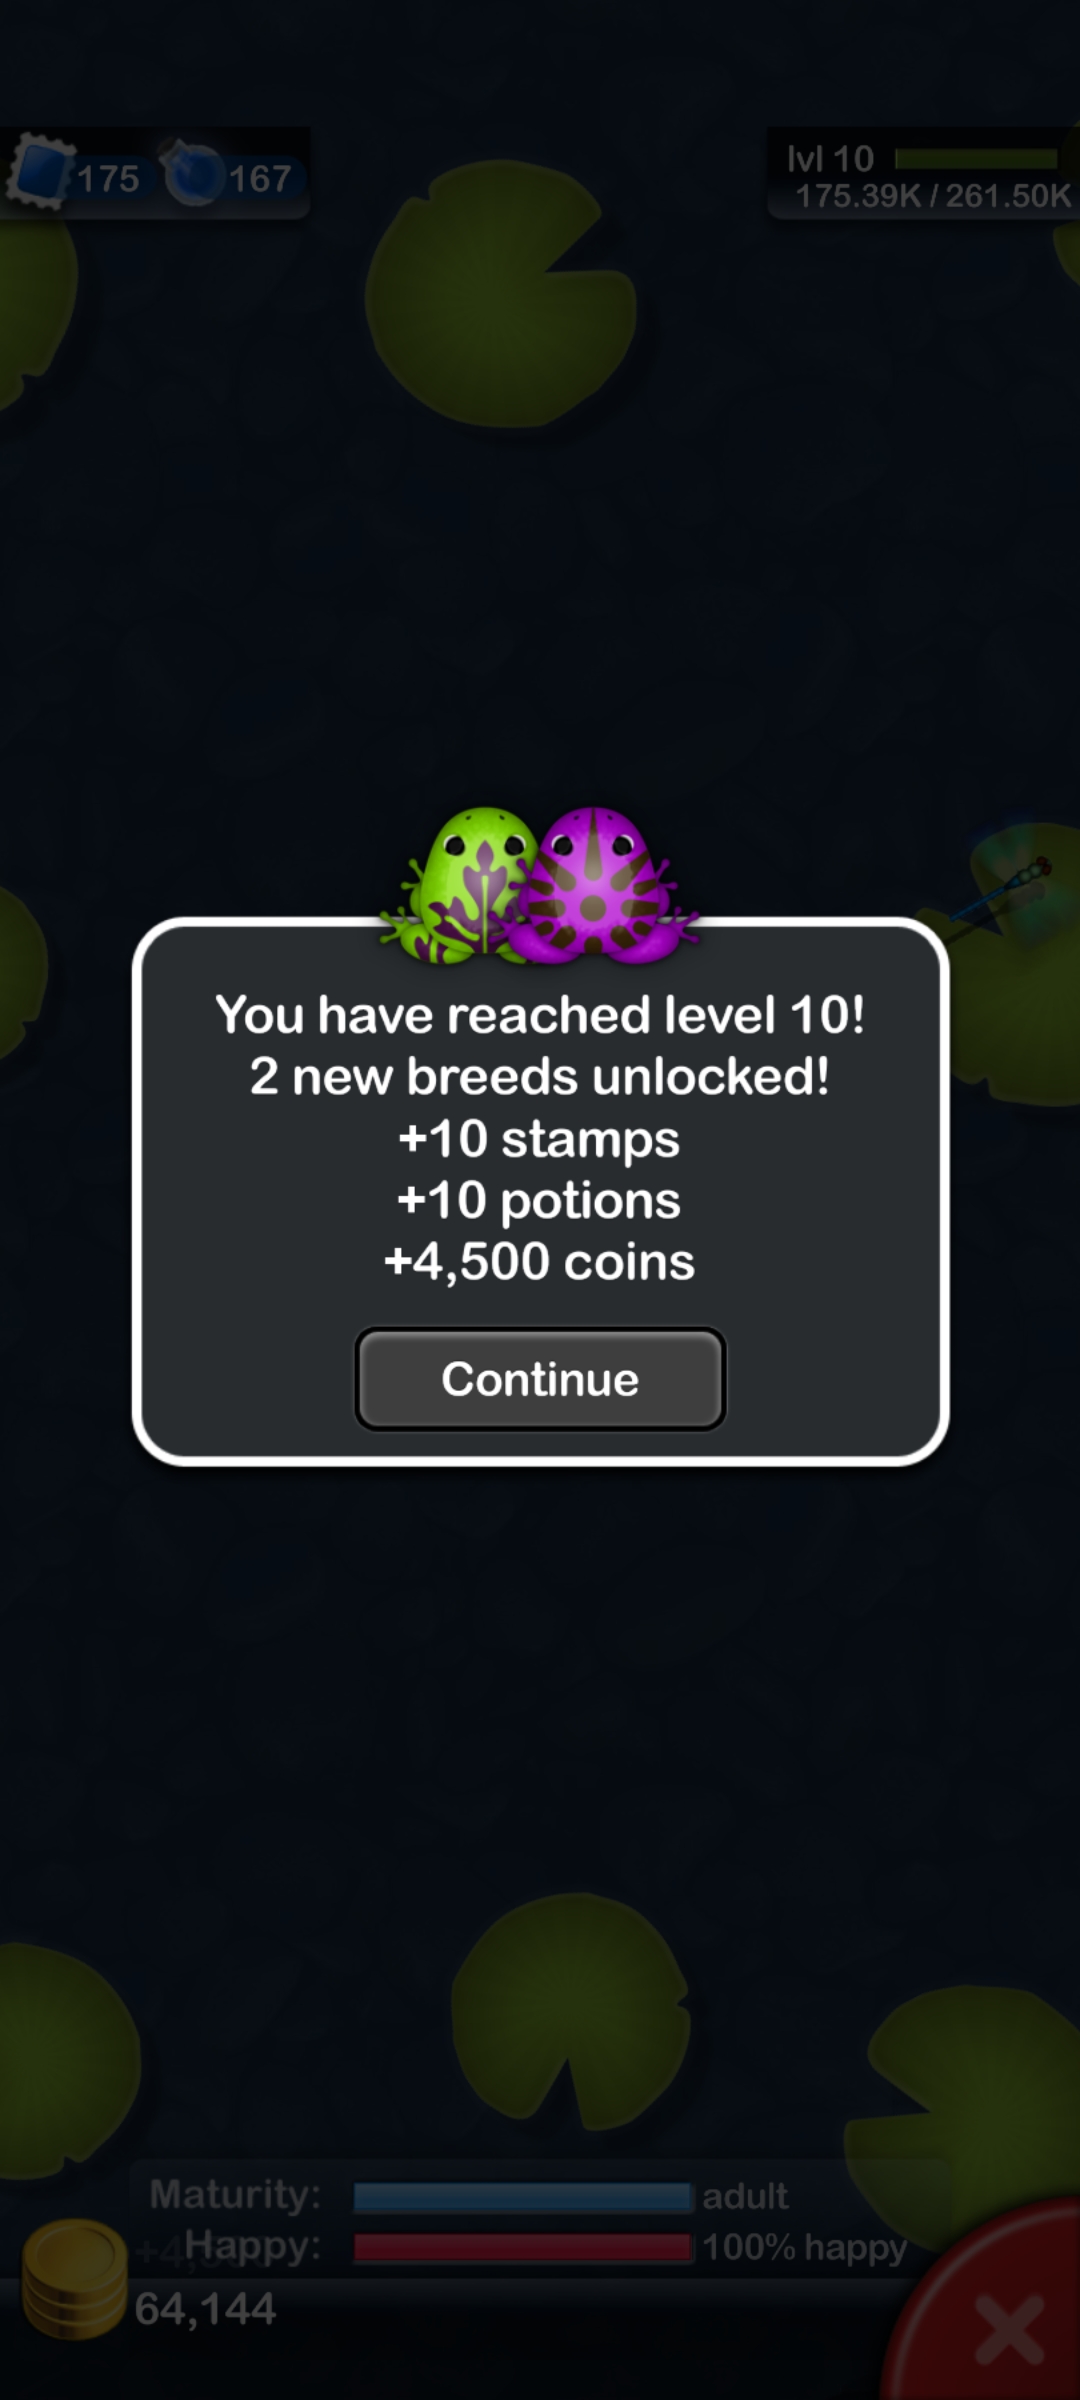 175
167
lvl 10
175.39K / 261.50K
You have reached level 10!
2 new breeds unlocked!
+10 stamps
+10 potions
+4,500 coins
Continue
Maturity:
adult
Happy:
100% happy
64,144